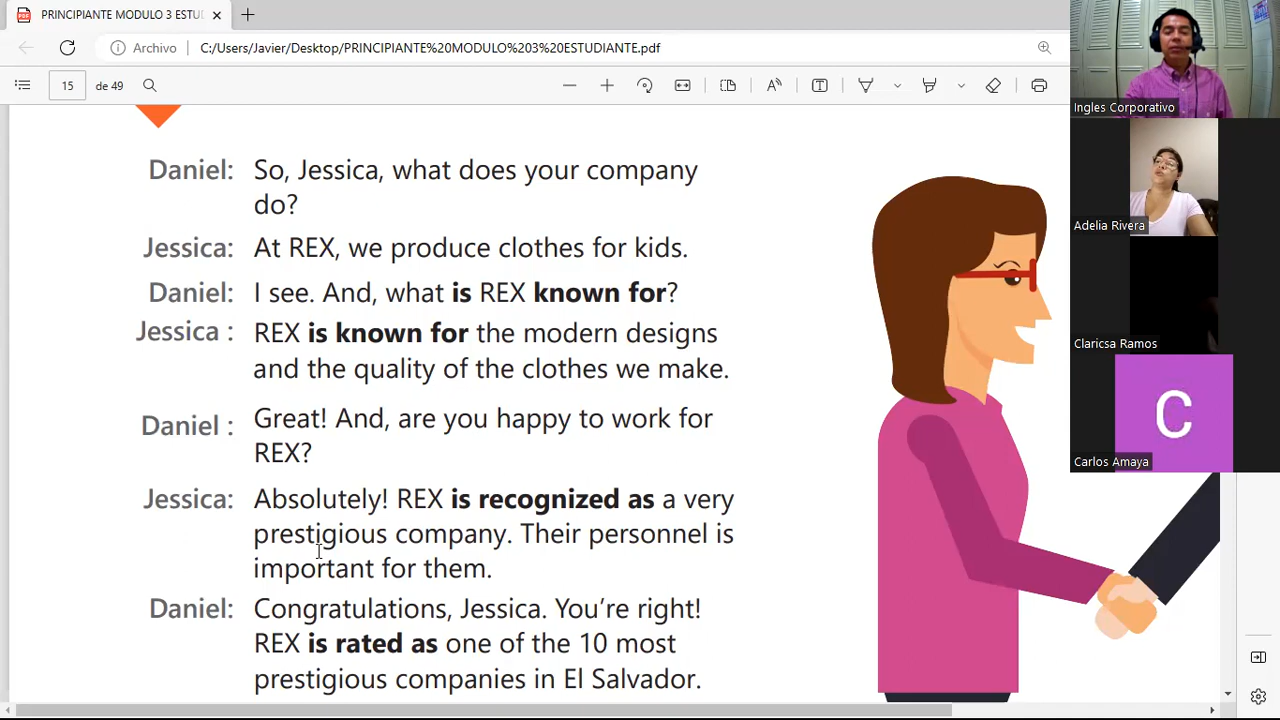 PRINCIPIANTE MODULO 3 ESTU
Archivo
C:/Users/Javier/Desktop/PRINCIPIANTE%20MODULO%203%20ESTUDIANTE.pdf
15 de 49
Ingles Corporativo
Adelia Rivera
Claricsa Ramos
C
Carlos Amaya
Daniel: So, Jessica, what does your company
do?
Jessica: At REX, we produce clothes for kids.
Daniel: I see. And, what is REX known for?
Jessica : REX is known for the modern designs
and the quality of the clothes we make.
Daniel : Great! And, are you happy to work for
REX?
Jessica: Absolutely! REX is recognized as a very
prestigious company. Their personnel is
important for them.
Daniel: Congratulations, Jessica. You’re right!
REX is rated as one of the 10 most
prestigious companies in El Salvador.